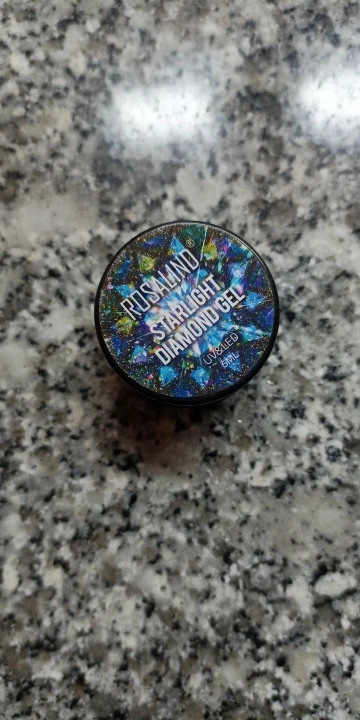 ROSALIND®
STARLIGHT
DIAMOND GEL
UV&LED
5ML